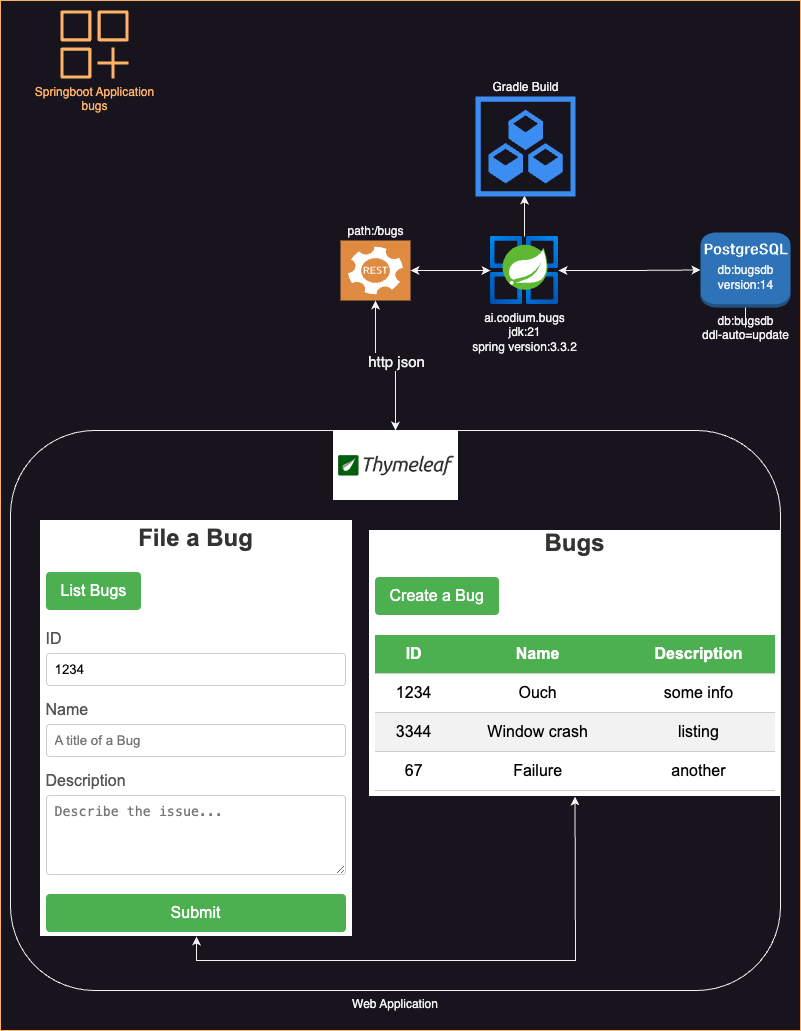 Springboot Application
bugs
Gradle Build
path:/bugs
REST
PostgreSQL
db:bugsdb
version:14
ai.codium.bugs
jdk:21
spring version:3.3.2
db:bugsdb
ddl-auto=update
http json
Thymeleaf
File a Bug
List Bugs
ID
1234
Name
A title of a Bug
Description
Describe the issue...
Submit
Bugs
Create a Bug
ID Name Description
1234 Ouch some info
3344 Window crash listing
67 Failure another
Web Application